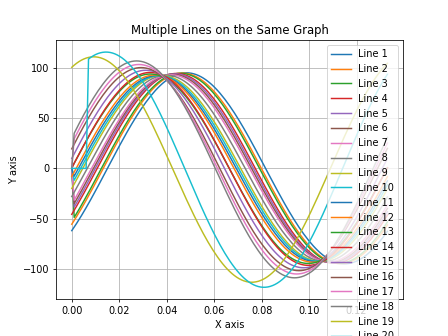 Multiple Lines on the Same Graph
Y axis
100
50
0
−50
−100
0.00
0.02
0.04
0.06
0.08
0.10
X axis
Line 1
Line 2
Line 3
Line 4
Line 5
Line 6
Line 7
Line 8
Line 9
Line 10
Line 11
Line 12
Line 13
Line 14
Line 15
Line 16
Line 17
Line 18
Line 19
Line 20